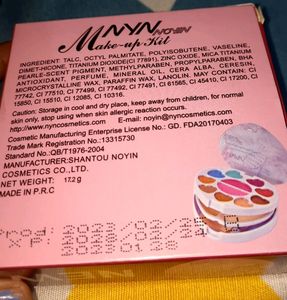 NYN NOYIN
Make-up Kit
INGREDIENT: TALC, OCTYL PALMITATE, POLYISOBUTENE, VASELINE,
DIMET-HICONE, TITANIUM DIOXIDE(CI 77891), ZINC OXIDE, MICA TITANIUM
PEARLE-SCENT PIGMENT, METHYLPARABEN, PROPYLPARABEN, BHA
ANTIOXIDANT, PERFUME, MINERAL OIL, CERA ALBA, CERESIN,
MICROCRYSTALLINE WAX, PARAFFIN WAX, LANOLIN. MAY CONTAIN: CI
77742, CI 77510, CI 77499, CI 77492, CI 77491, CI 61565, CI 45410, CI 17200, CI
15850, CI 15510, CI 12085, CI 10316
Caution: Storage in cool and dry place, keep away from children, for normal
skin only, stop using when skin allergic reaction occurs.
http://www.nyncosmetics.com E-mail: noyin@nyncosmetics.com
Cosmetic Manufacturing Enterprise License No.: GD. FDA20170403
Trade Mark Registration No.: 13315730
Standard No.:QB/T1976-2004
MANUFACTURER:SHANTOU NOYIN
COSMETICS CO.,LTD.
NET WEIGHT: 17.2 g
MADE IN P.R.C